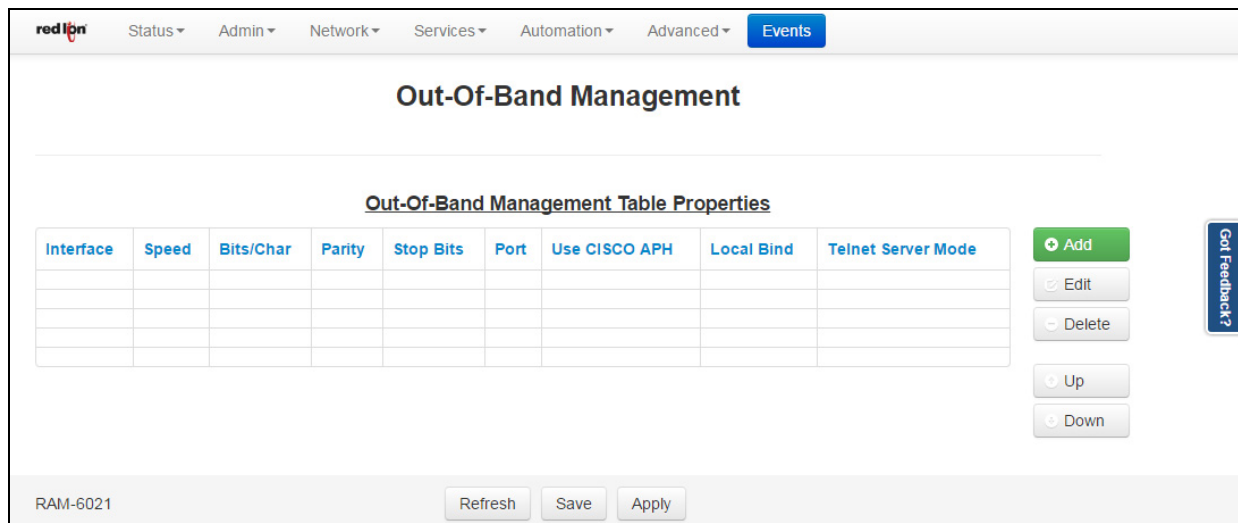 red lion Status Admin Network Services Automation Advanced Events
Out-Of-Band Management
Out-Of-Band Management Table Properties
Interface Speed Bits/Char Parity Stop Bits Port Use CISCO APH Local Bind Telnet Server Mode
Add
Edit
Delete
Up
Down
Got Feedback?
RAM-6021 Refresh Save Apply